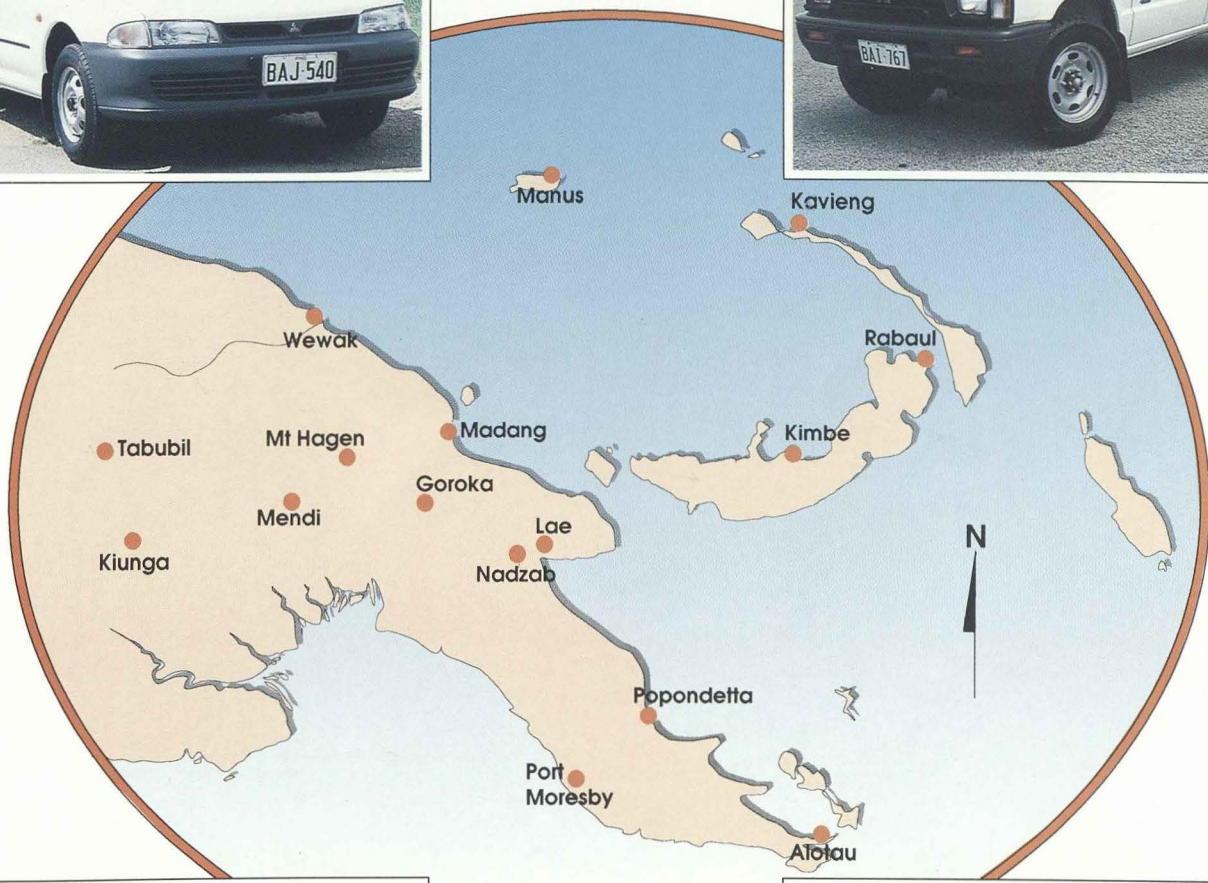 BAJ-540
BAI-767
Manus
Kavieng
Wewak
Rabaul
Tabubil
Mt Hagen
Madang
Kimbe
Goroka
Mendi
Lae
Kiunga
Nadzab
N
Popondetta
Port
Moresby
Alotau